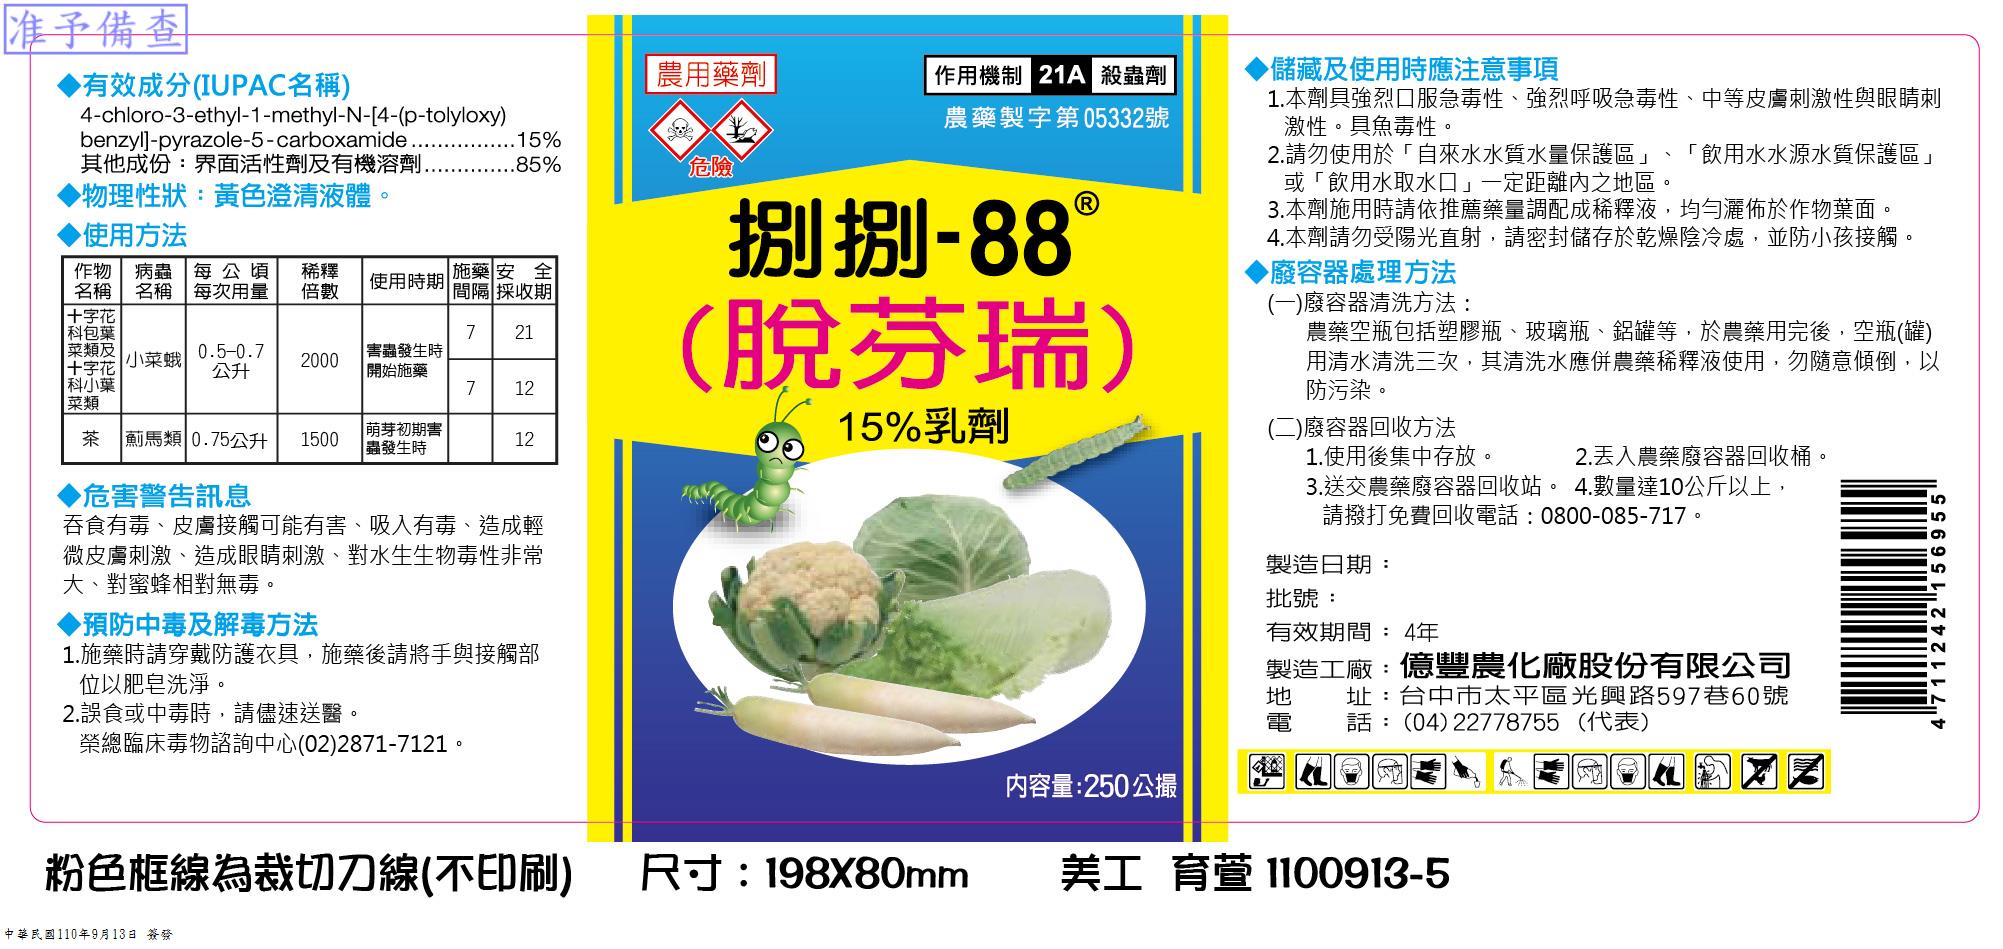 准予備查
◆有效成分(IUPAC名稱)
4-chloro-3-ethyl-1-methyl-N-[4-(p-tolyloxy)
benzyl]-pyrazole-5-carboxamide................15%
其他成份：界面活性劑及有機溶劑..............85%
◆物理性狀：黃色澄清液體。
◆使用方法
作物名稱 病蟲名稱 每公頃每次用量 稀釋倍數 使用時期 施藥間隔 安全採收期
十字花科包葉菜類及十字花科小葉菜類 小菜蛾 0.5-0.7公升 2000 害蟲發生時開始施藥 7 21
7 12
茶 薊馬類 0.75公升 1500 萌芽初期害蟲發生時 12
◆危害警告訊息
吞食有毒、皮膚接觸可能有害、吸入有毒、造成輕
微皮膚刺激、造成眼睛刺激、對水生生物毒性非常
大、對蜜蜂相對無毒。
◆預防中毒及解毒方法
1.施藥時請穿戴防護衣具，施藥後請將手與接觸部
位以肥皂洗淨。
2.誤食或中毒時，請儘速送醫。
榮總臨床毒物諮詢中心(02)2871-7121。
農用藥劑
危險
作用機制 21A 殺蟲劑
農藥製字第05332號
捌捌-88®
(脫芬瑞)
15%乳劑
內容量:250公撮
◆儲藏及使用時應注意事項
1.本劑具強烈口服急毒性、強烈呼吸急毒性、中等皮膚刺激性與眼睛刺
激性。具魚毒性。
2.請勿使用於「自來水水質水量保護區」、「飲用水水源水質保護區」
或「飲用水取水口」一定距離內之地區。
3.本劑施用時請依推薦藥量調配成稀釋液，均勻灑佈於作物葉面。
4.本劑請勿受陽光直射，請密封儲存於乾燥陰冷處，並防小孩接觸。
◆廢容器處理方法
(一)廢容器清洗方法：
農藥空瓶包括塑膠瓶、玻璃瓶、鋁罐等，於農藥用完後，空瓶(罐)
用清水清洗三次，其清洗水應併農藥稀釋液使用，勿隨意傾倒，以
防污染。
(二)廢容器回收方法
1.使用後集中存放。 2.丟入農藥廢容器回收桶。
3.送交農藥廢容器回收站。 4.數量達10公斤以上，
請撥打免費回收電話：0800-085-717。
製造日期：
批號：
有效期間：4年
製造工廠：億豐農化廠股份有限公司
地 址：台中市太平區光興路597巷60號
電 話：(04)22778755（代表）
4711242156955
粉色框線為裁切刀線(不印刷) 尺寸：198X80mm 美工 育萱 1100913-5
中華民國110年9月13日 簽發